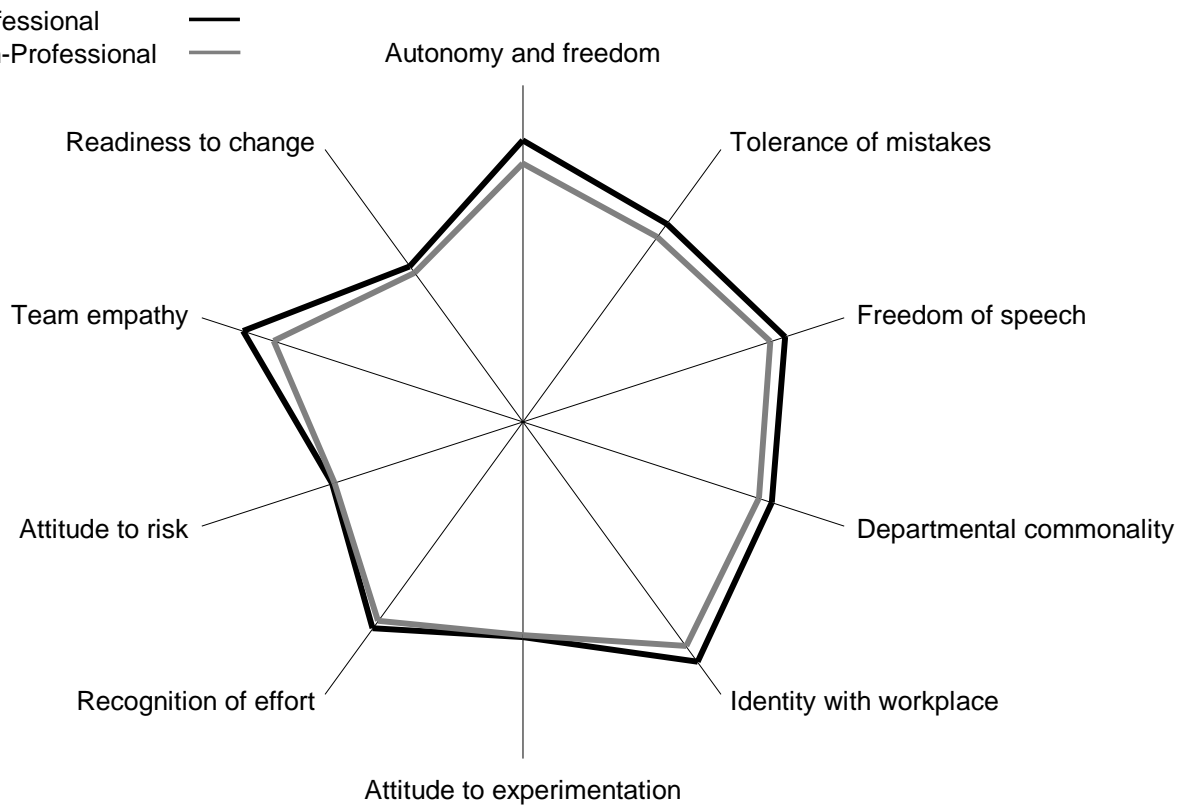 fessional
-Professional
Autonomy and freedom
Readiness to change
Tolerance of mistakes
Team empathy
Freedom of speech
Attitude to risk
Departmental commonality
Recognition of effort
Identity with workplace
Attitude to experimentation